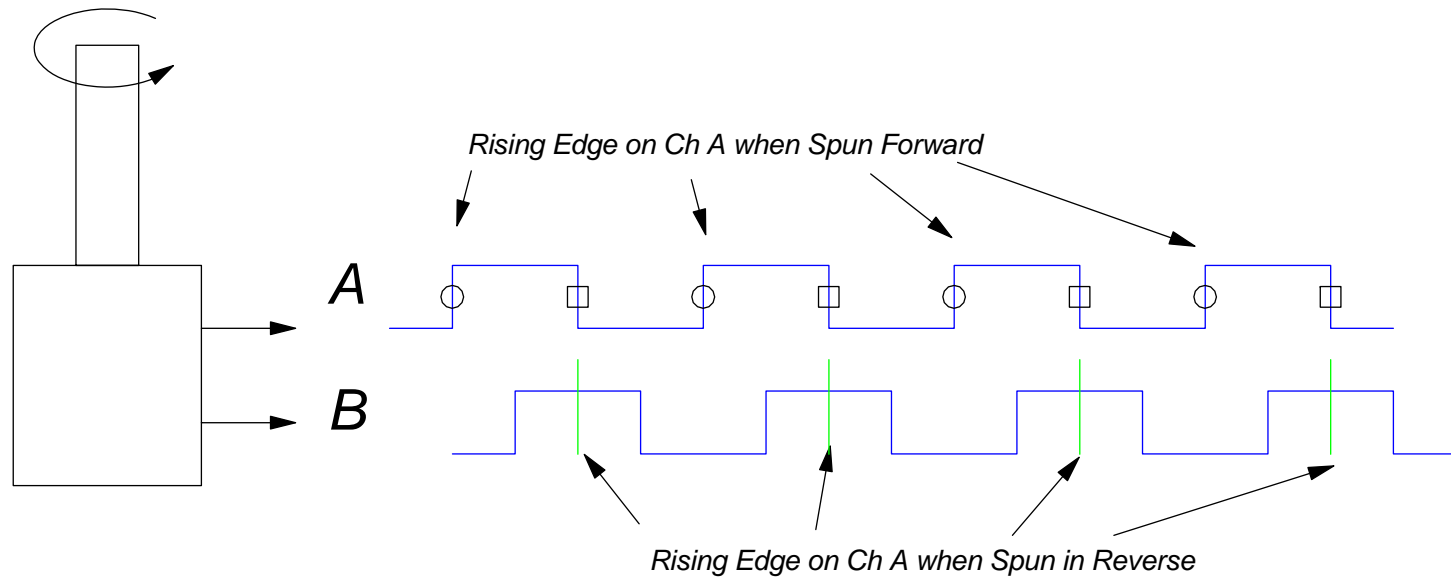 Rising Edge on Ch A when Spun Forward
A
B
Rising Edge on Ch A when Spun in Reverse